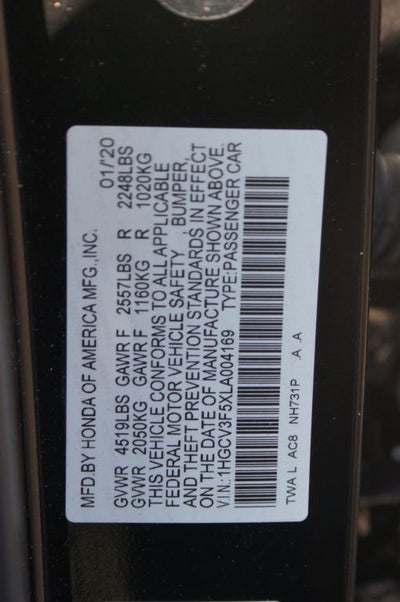 MFD.BY HONDA OF AMERICA MFG.,INC. 01/20
GVWR 4519LBS GAWR F 2557LBS R 2248LBS
GVWR 2050KG GAWR F 1160KG R 1020KG
THIS VEHICLE CONFORMS TO ALL APPLICABLE
FEDERAL MOTOR VEHICLE SAFETY , BUMPER,
AND THEFT PREVENTION STANDARDS IN EFFECT
ON THE DATE OF MANUFACTURE SHOWN ABOVE.
V.I.N.:1HGCV3F5XLA004169 TYPE:PASSENGER CAR
TWA L AC8 NH731P A .A